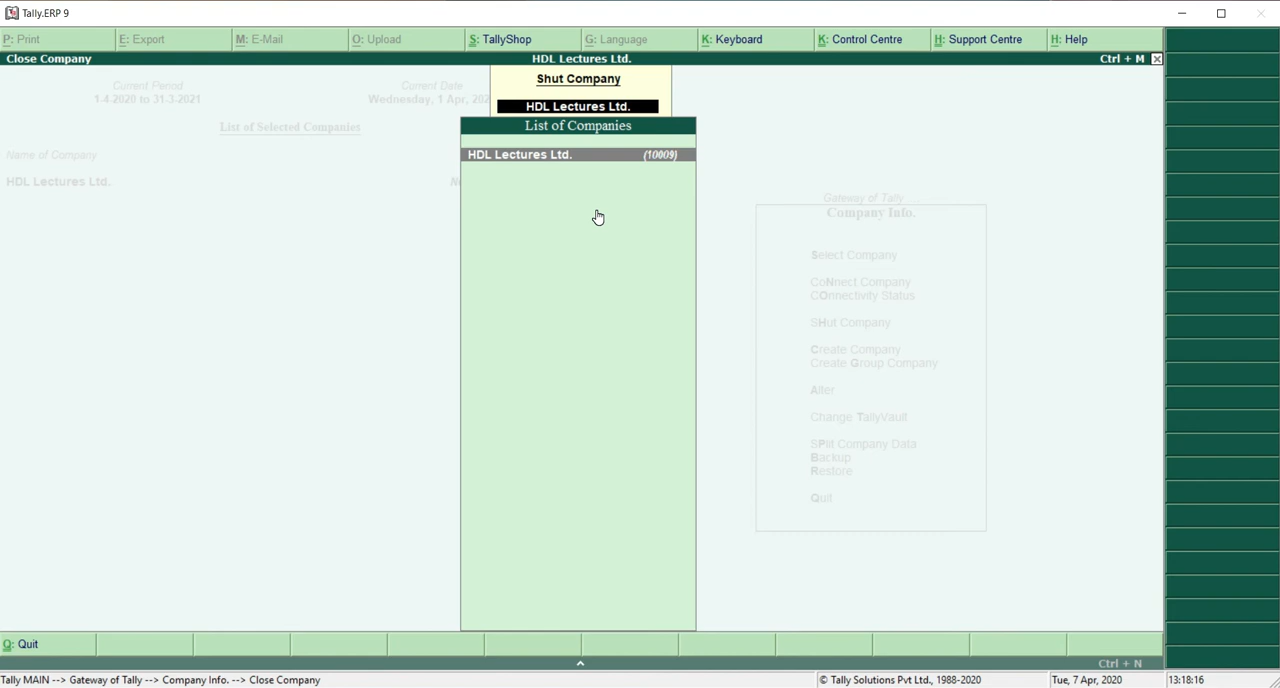 Tally.ERP 9
P: Print E: Export M: E-Mail O: Upload S: TallyShop G: Language K: Keyboard K: Control Centre H: Support Centre H: Help
Close Company HDL Lectures Ltd. Ctrl + M
Shut Company
HDL Lectures Ltd.
List of Companies
HDL Lectures Ltd. (10009)
Current Period
1-4-2020 to 31-3-2021
Current Date
Wednesday, 1 Apr, 202
List of Selected Companies
Name of Company
HDL Lectures Ltd.
Gateway of Tally ......
Company Info.
Select Company
CoNnect Company
COnnectivity Status
SHut Company
Create Company
Create Group Company
Alter
Change TallyVault
SPlit Company Data
Backup
Restore
Quit
Q: Quit
Ctrl + N
Tally MAIN --> Gateway of Tally --> Company Info. --> Close Company © Tally Solutions Pvt Ltd., 1988-2020 Tue, 7 Apr, 2020 13:18:16